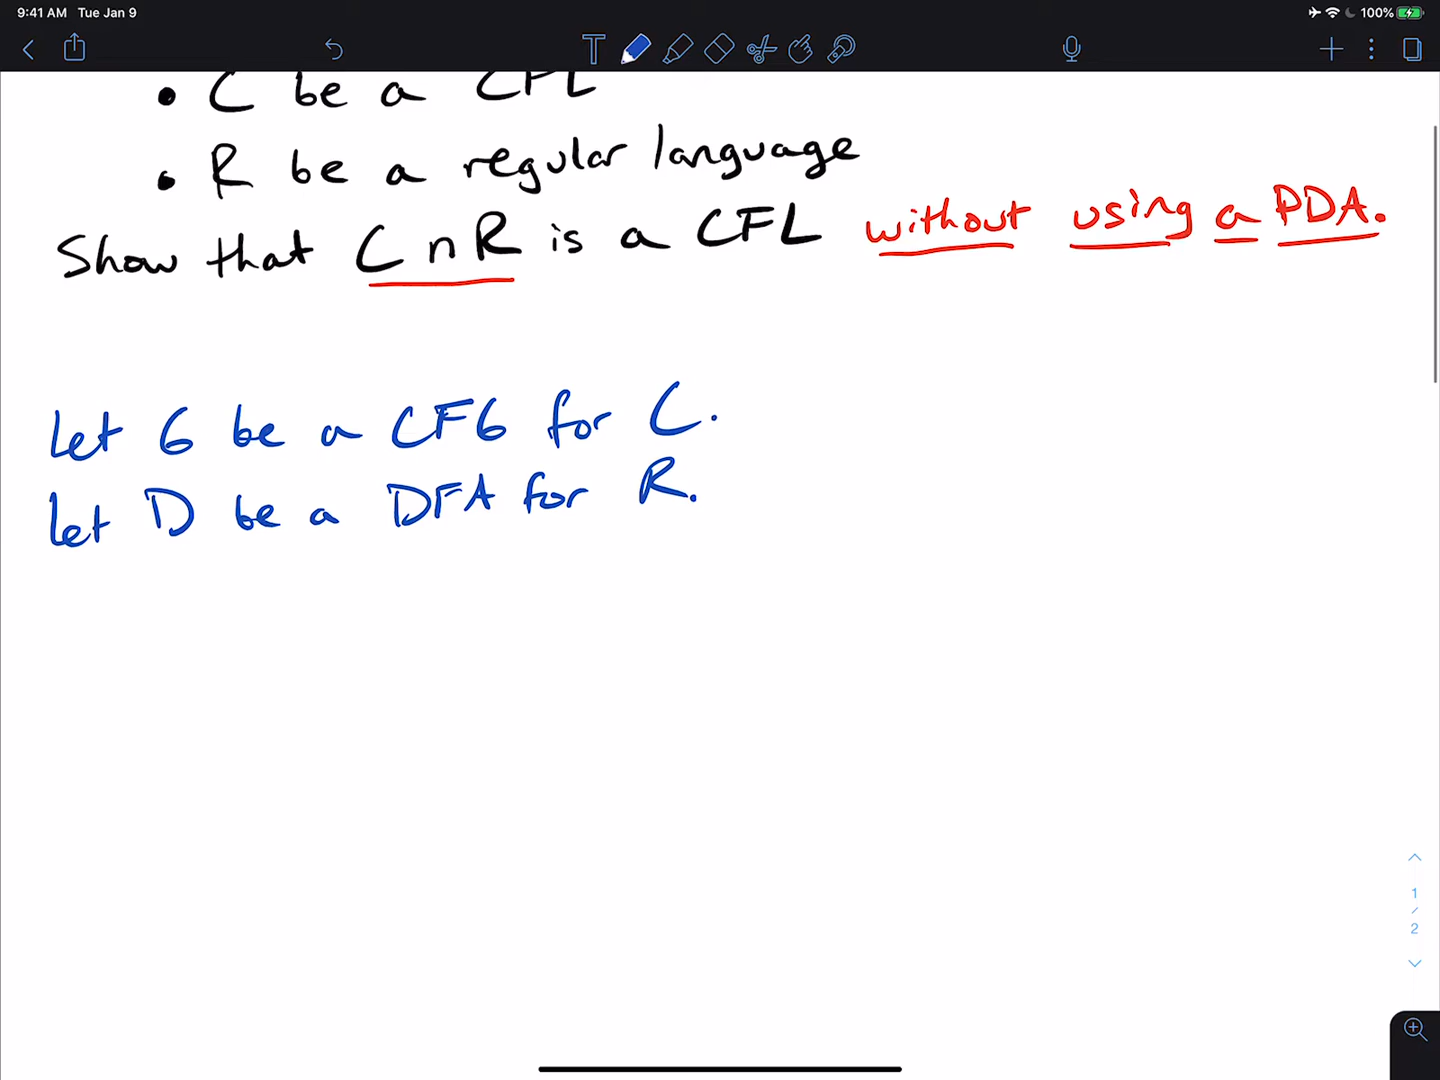 9:41 AM Tue Jan 9 100%
• C be a CFL
• R be a regular language
Show that C ∩ R is a CFL without using a PDA.
Let G be a CFG for C.
Let D be a DFA for R.
1
/
2